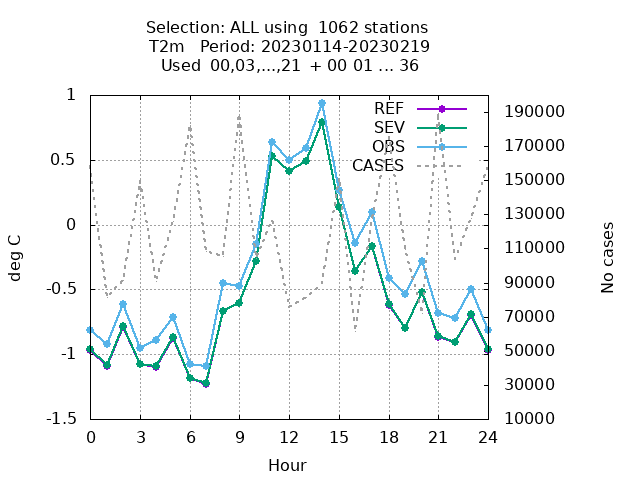 Selection: ALL using  1062 stations
T2m   Period: 20230114-20230219
Used  00,03,...,21  + 00 01 ... 36
REF
SEV
OBS
CASES
1
0.5
0
-0.5
-1
-1.5
190000
170000
150000
130000
110000
90000
70000
50000
30000
10000
deg C
No cases
0 3 6 9 12 15 18 21 24
Hour